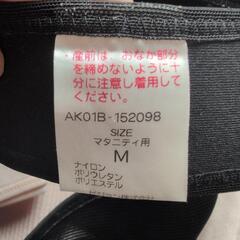 ・産前は、おなか部分
を締めないように十
分に注意し着用して
ください。
AK01B-152098
SIZE
マタニティ用
M
ナイロン
ポリウレタン
ポリエステル